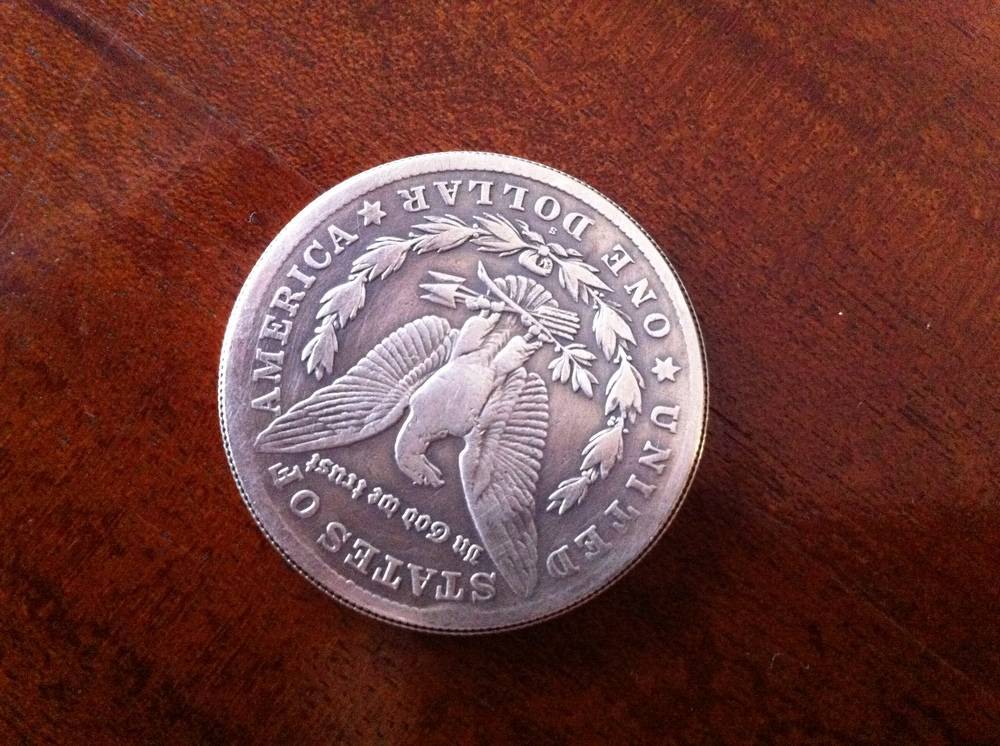 UNITED STATES OF AMERICA
In God we trust
ONE DOLLAR
S